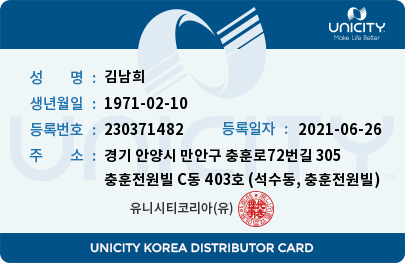 UNICITY
Make Life Better
성 명 : 김남희
생년월일 : 1971-02-10
등록번호 : 230371482 등록일자 : 2021-06-26
주 소 : 경기 안양시 만안구 충훈로72번길 305
충훈전원빌 C동 403호 (석수동, 충훈전원빌)
유니시티코리아(유)
UNICITY
UNICITY KOREA DISTRIBUTOR CARD